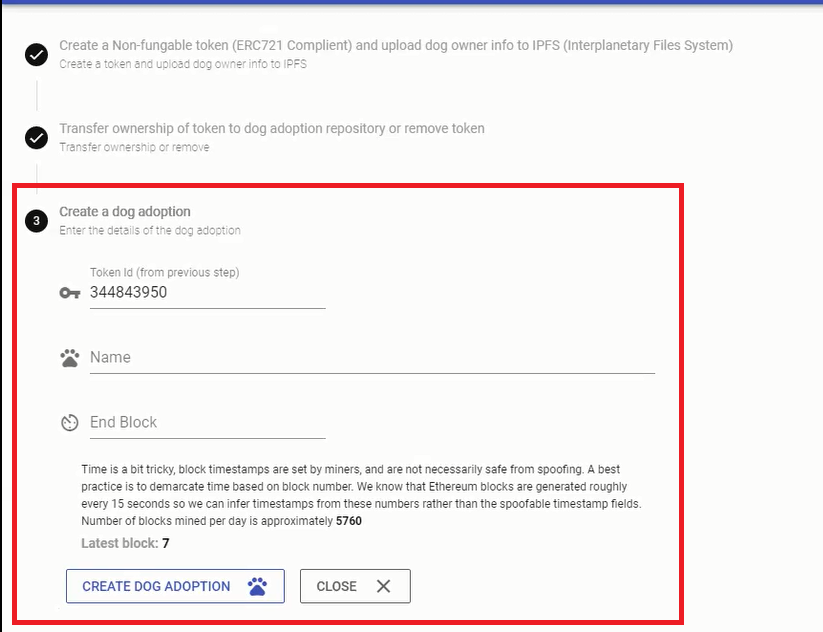 Create a Non-fungable token (ERC721 Complient) and upload dog owner info to IPFS (Interplanetary Files System)
Create a token and upload dog owner info to IPFS
Transfer ownership of token to dog adoption repository or remove token
Transfer ownership or remove
3
Create a dog adoption
Enter the details of the dog adoption
Token Id (from previous step)
344843950
Name
End Block
Time is a bit tricky, block timestamps are set by miners, and are not necessarily safe from spoofing. A best
practice is to demarcate time based on block number. We know that Ethereum blocks are generated roughly
every 15 seconds so we can infer timestamps from these numbers rather than the spoofable timestamp fields.
Number of blocks mined per day is approximately 5760
Latest block: 7
CREATE DOG ADOPTION
CLOSE